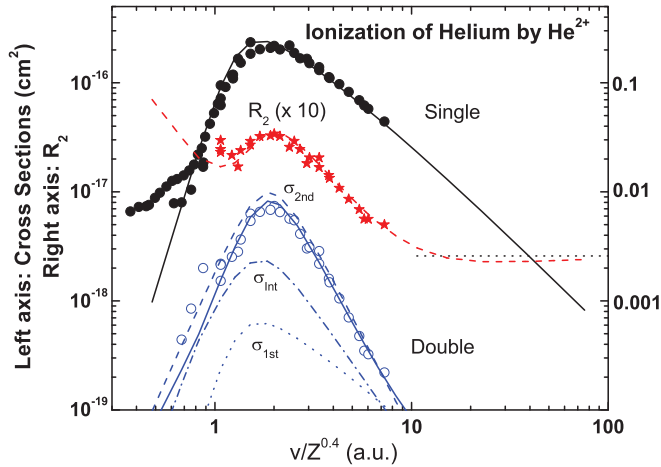 Ionization of Helium by He²⁺
Left axis: Cross Sections (cm²)
Right axis: R₂
10⁻¹⁶
10⁻¹⁷
10⁻¹⁸
10⁻¹⁹
0.1
0.01
0.001
Single
R₂ (x 10)
σ₂nd
σInt
σ₁st
Double
1
10
100
v/Z⁰·⁴ (a.u.)